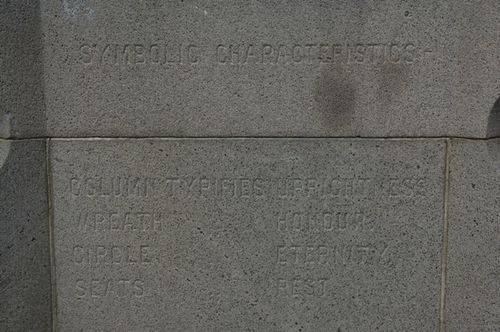 SYMBOLIC CHARACTERISTICS:-
COLUMN TYPIFIES UPRIGHTNESS
WREATH HONOUR
CIRCLE ETERNITY
SEATS REST